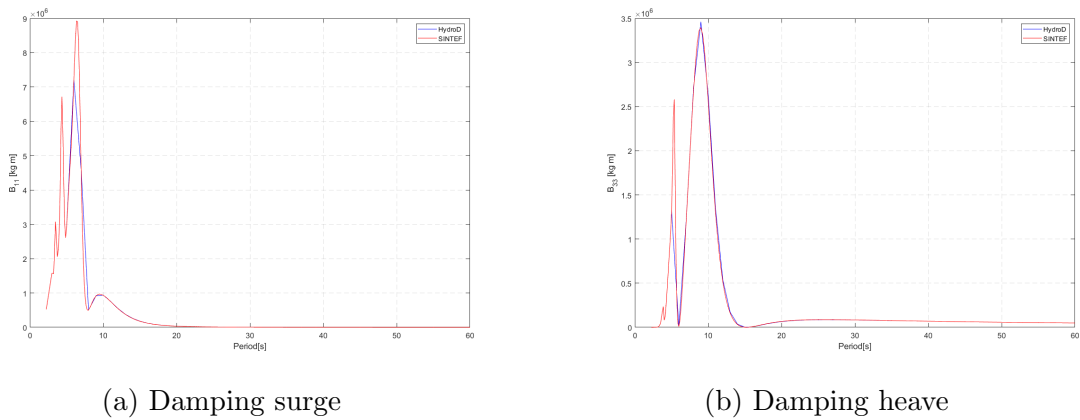 ×10⁶
9
8
7
6
5
4
3
2
1
0
B₁₁ [kg m]
0 10 20 30 40 50 60
Period[s]
HydroD
SINTEF
(a) Damping surge
×10⁶
3.5
3
2.5
2
1.5
1
0.5
0
B₃₃ [kg m]
0 10 20 30 40 50 60
Period[s]
HydroD
SINTEF
(b) Damping heave